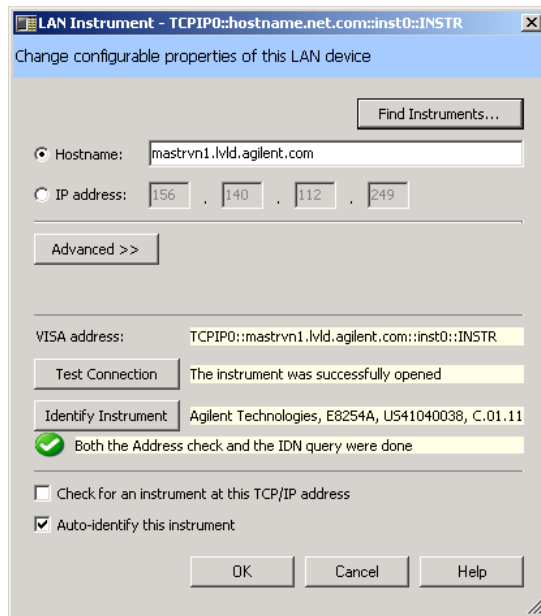 LAN Instrument - TCPIP0::hostname.net.com::inst0::INSTR
Change configurable properties of this LAN device
Find Instruments...
Hostname: mastrvn1.lvld.agilent.com
IP address: 156 . 140 . 112 . 249
Advanced >>
VISA address: TCPIP0::mastrvn1.lvld.agilent.com::inst0::INSTR
Test Connection The instrument was successfully opened
Identify Instrument Agilent Technologies, E8254A, US41040038, C.01.11
Both the Address check and the IDN query were done
Check for an instrument at this TCP/IP address
Auto-identify this instrument
OK Cancel Help